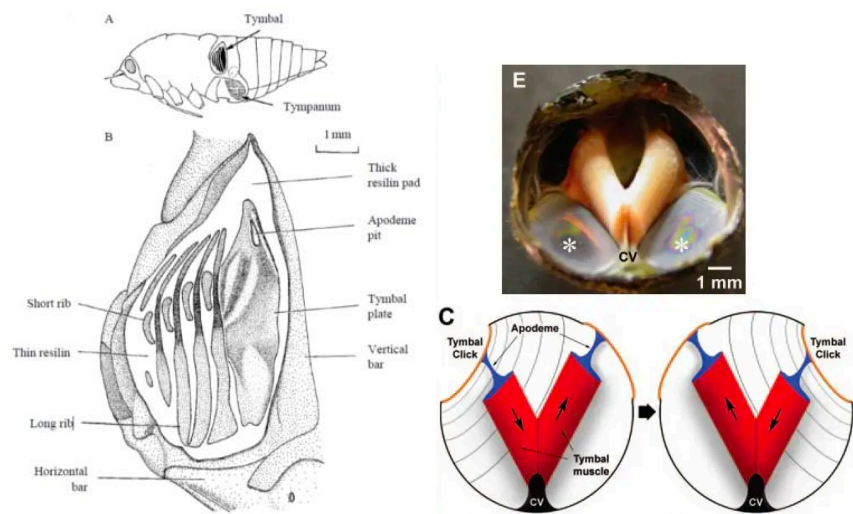 A
Tymbal
Tympanum
B
1 mm
Thick
resilin pad
Apodeme
pit
Short rib
Tymbal
plate
Thin resilin
Vertical
bar
Long rib
Horizontal
bar
E
*
*
CV
1 mm
C
Tymbal
Click
Apodeme
Tymbal
Click
Tymbal
muscle
CV
CV